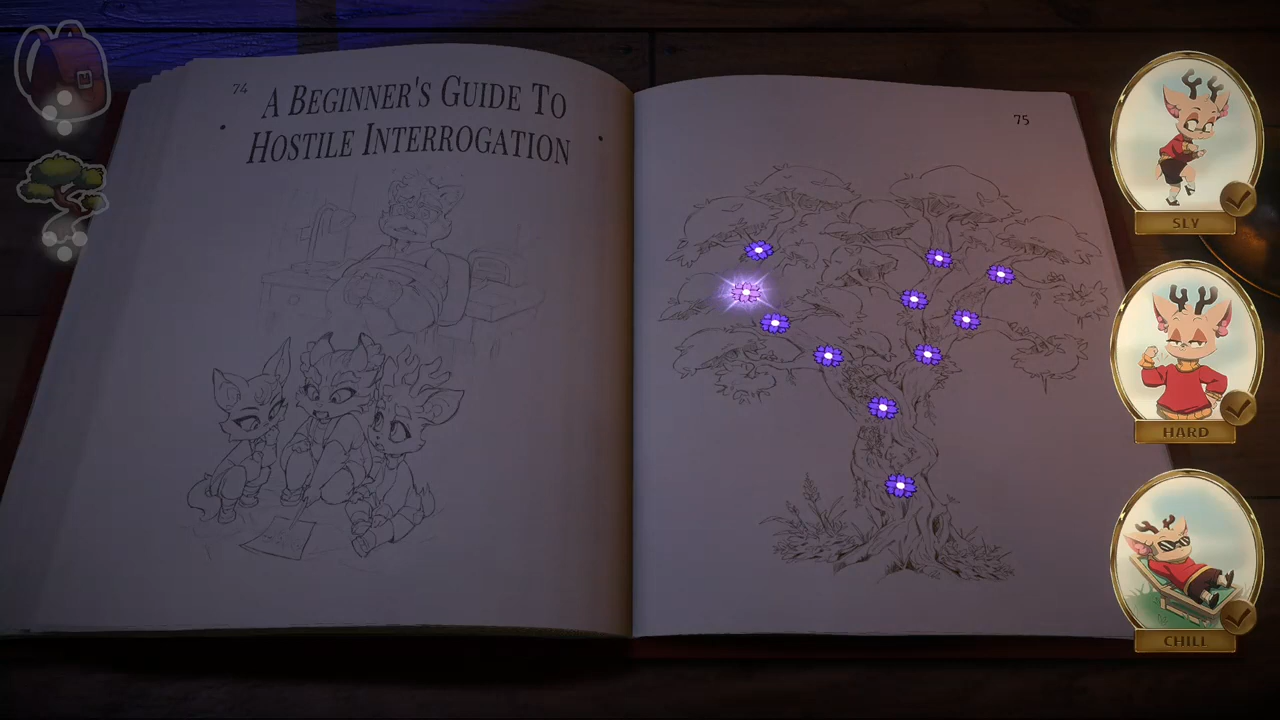 74
A BEGINNER'S GUIDE TO
HOSTILE INTERROGATION
75
SLY
HARD
CHILL